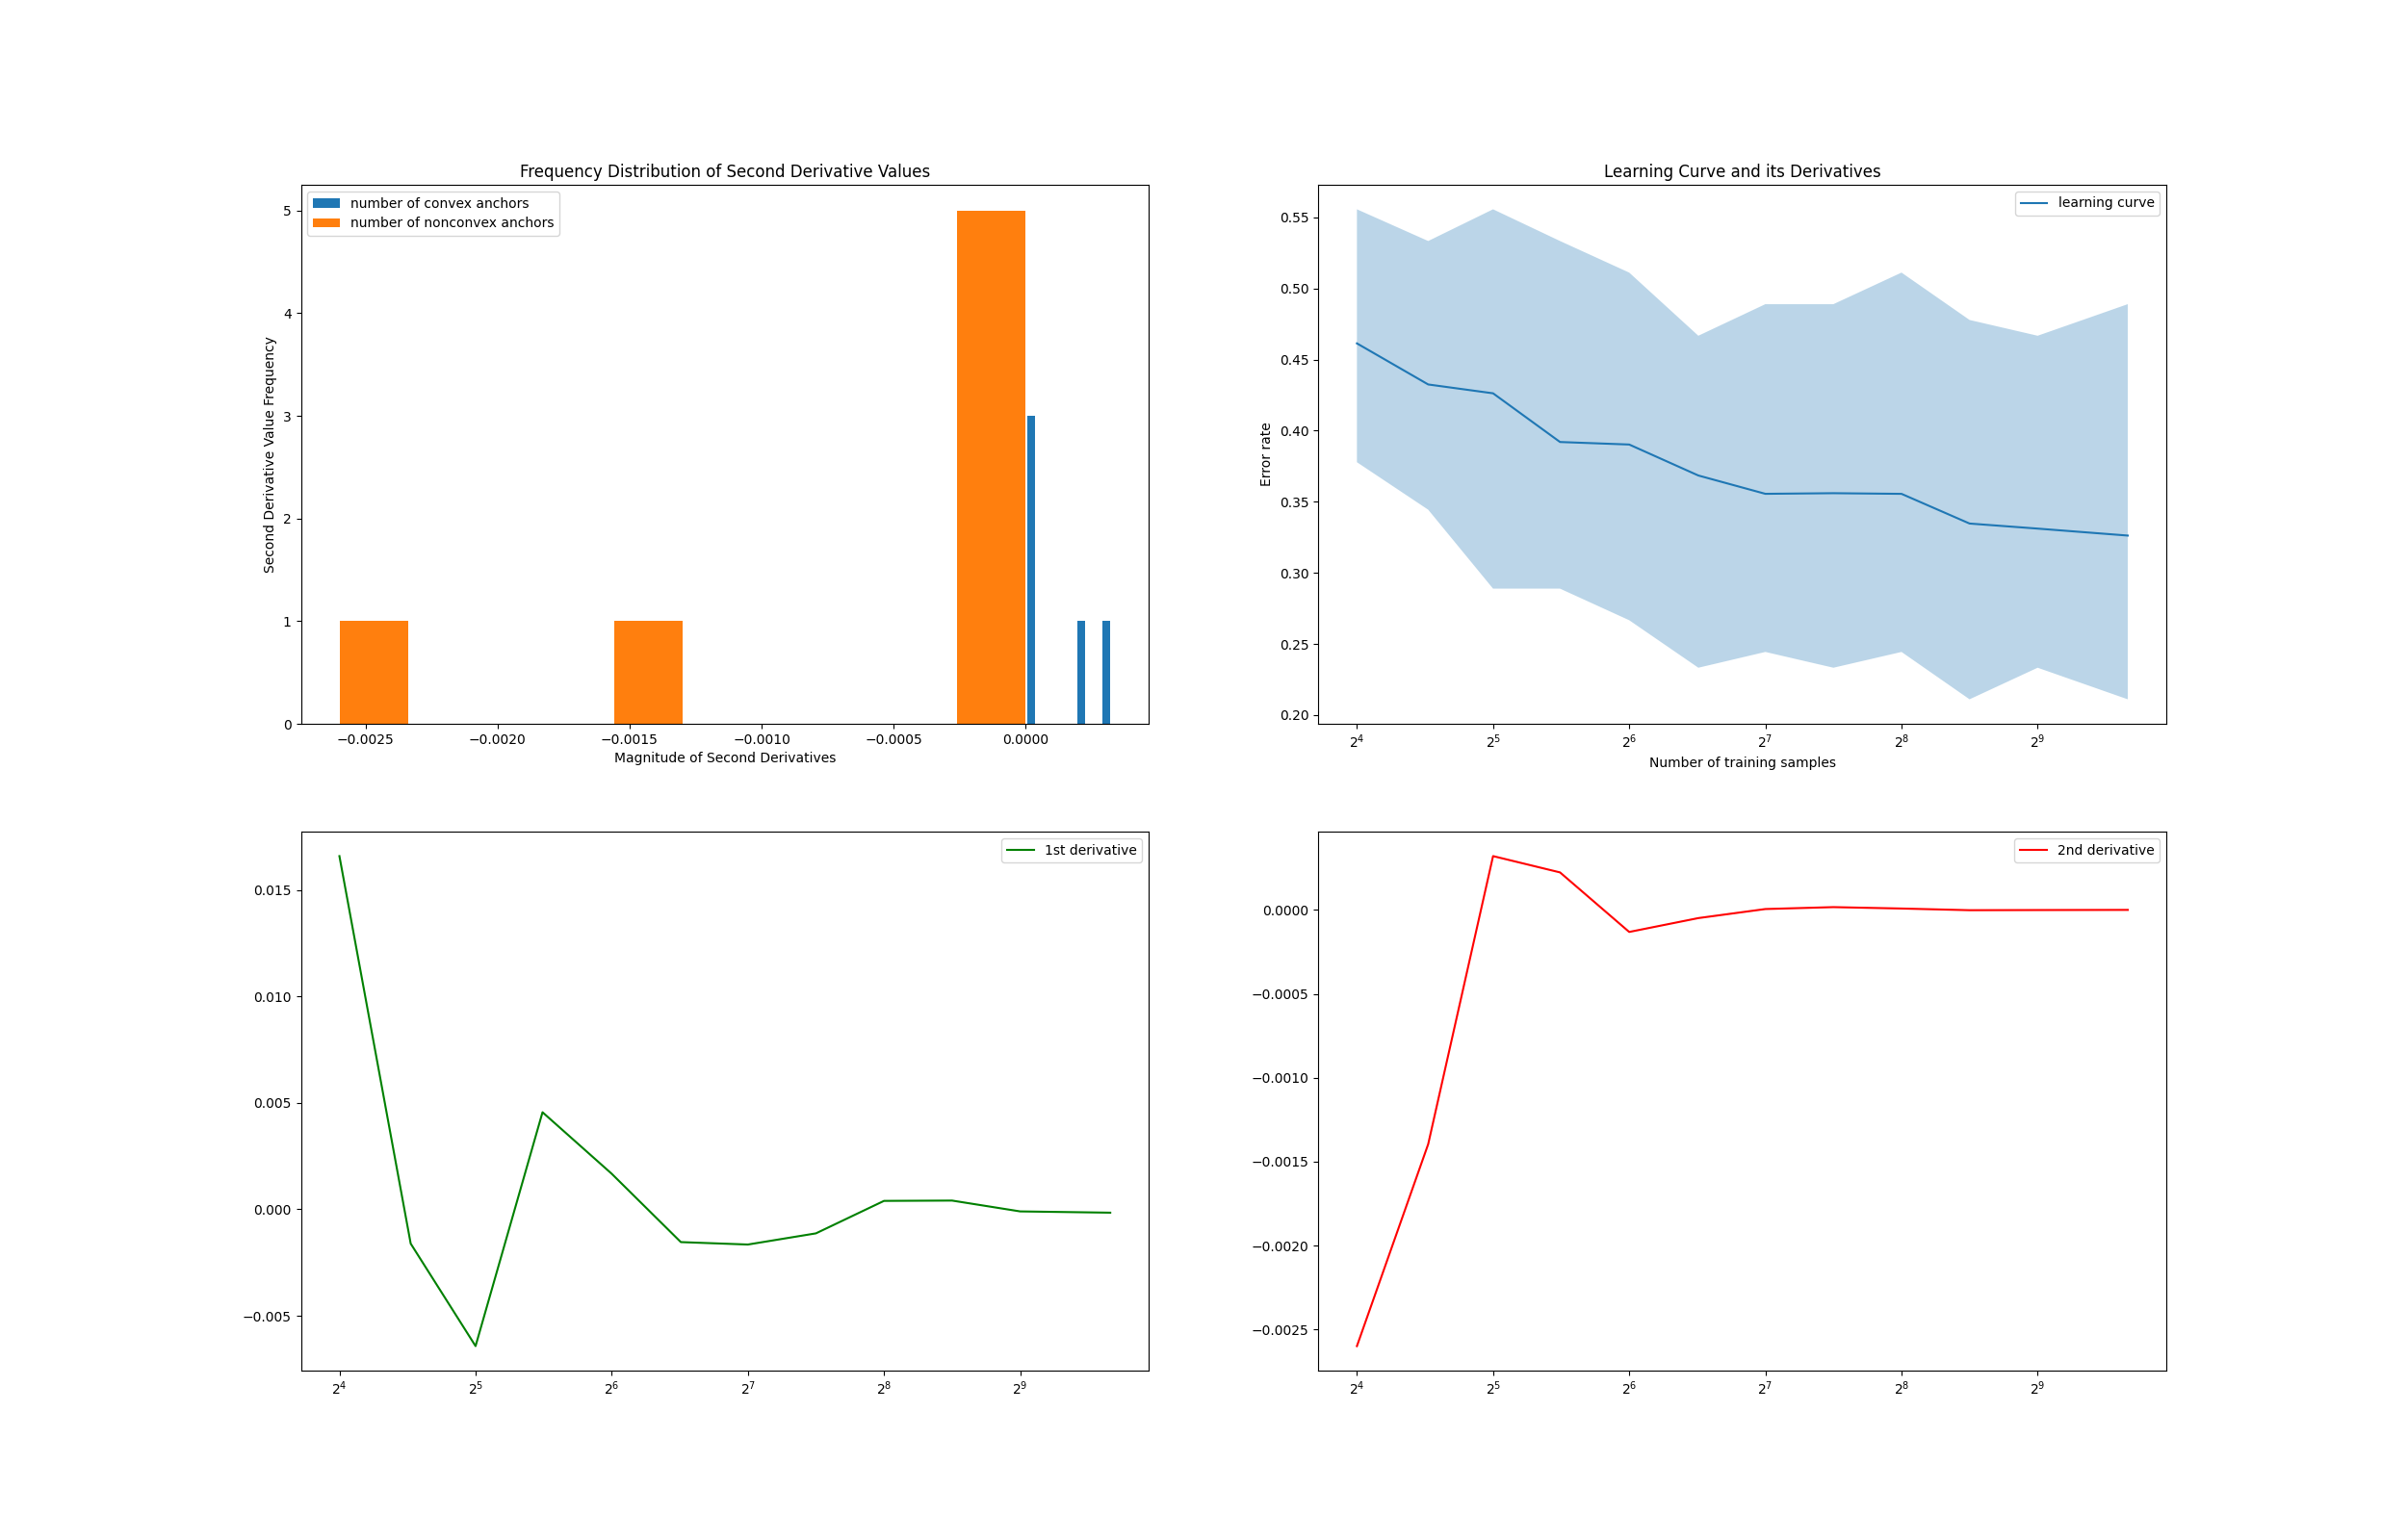 Frequency Distribution of Second Derivative Values
number of convex anchors
number of nonconvex anchors
5
4
3
2
1
0
Second Derivative Value Frequency
−0.0025 −0.0020 −0.0015 −0.0010 −0.0005 0.0000
Magnitude of Second Derivatives
Learning Curve and its Derivatives
learning curve
0.55
0.50
0.45
0.40
0.35
0.30
0.25
0.20
Error rate
2⁴ 2⁵ 2⁶ 2⁷ 2⁸ 2⁹
Number of training samples
1st derivative
0.015
0.010
0.005
0.000
−0.005
2⁴ 2⁵ 2⁶ 2⁷ 2⁸ 2⁹
2nd derivative
0.0000
−0.0005
−0.0010
−0.0015
−0.0020
−0.0025
2⁴ 2⁵ 2⁶ 2⁷ 2⁸ 2⁹